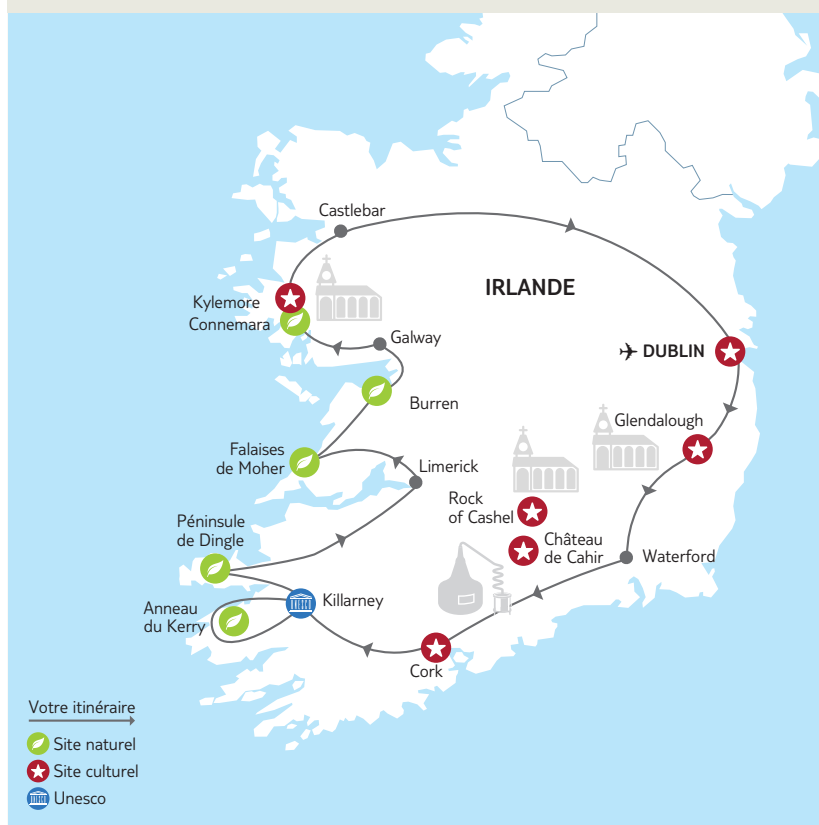 Castlebar
IRLANDE
Kylemore
Connemara
Galway
DUBLIN
Burren
Glendalough
Falaises
de Moher
Limerick
Rock
of Cashel
Péninsule
de Dingle
Château
de Cahir
Waterford
Killarney
Anneau
du Kerry
Cork
Votre itinéraire
Site naturel
Site culturel
UNESCO
Unesco